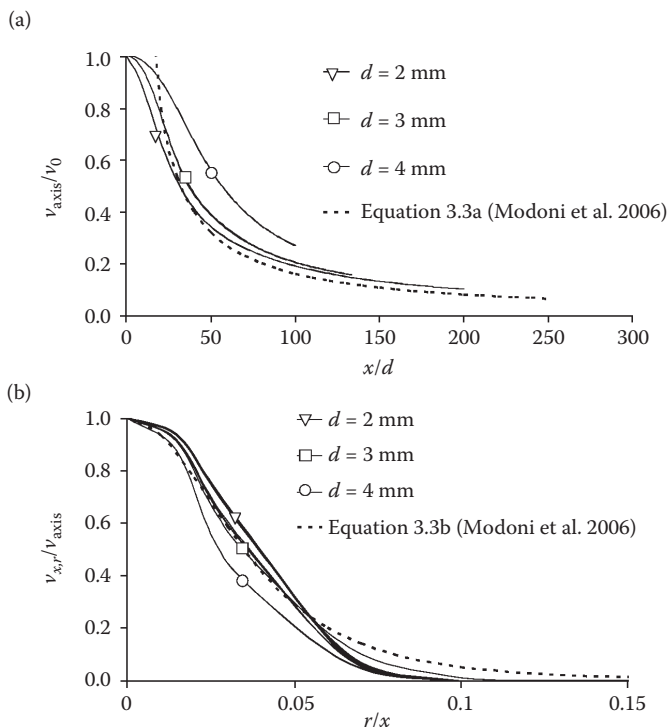 (a)
1.0
0.8
0.6
0.4
0.2
0.0
v_axis/v_0
0
50
100
150
200
250
300
x/d
d = 2 mm
d = 3 mm
d = 4 mm
Equation 3.3a (Modoni et al. 2006)
(b)
1.0
0.8
0.6
0.4
0.2
0.0
v_x,r/v_axis
0
0.05
0.1
0.15
r/x
d = 2 mm
d = 3 mm
d = 4 mm
Equation 3.3b (Modoni et al. 2006)